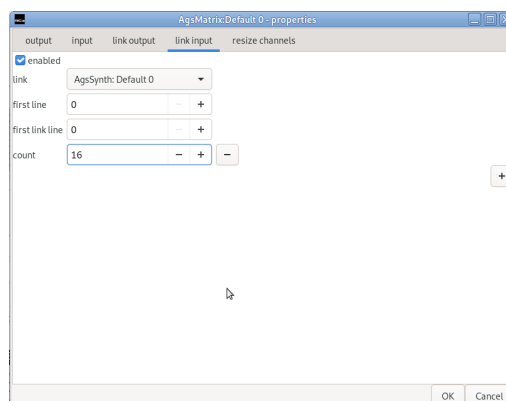 AgsMatrix:Default 0 - properties
output input link output link input resize channels
enabled
link AgsSynth: Default 0
first line 0 − +
first link line 0 − +
count 16 − + −
+
OK Cancel